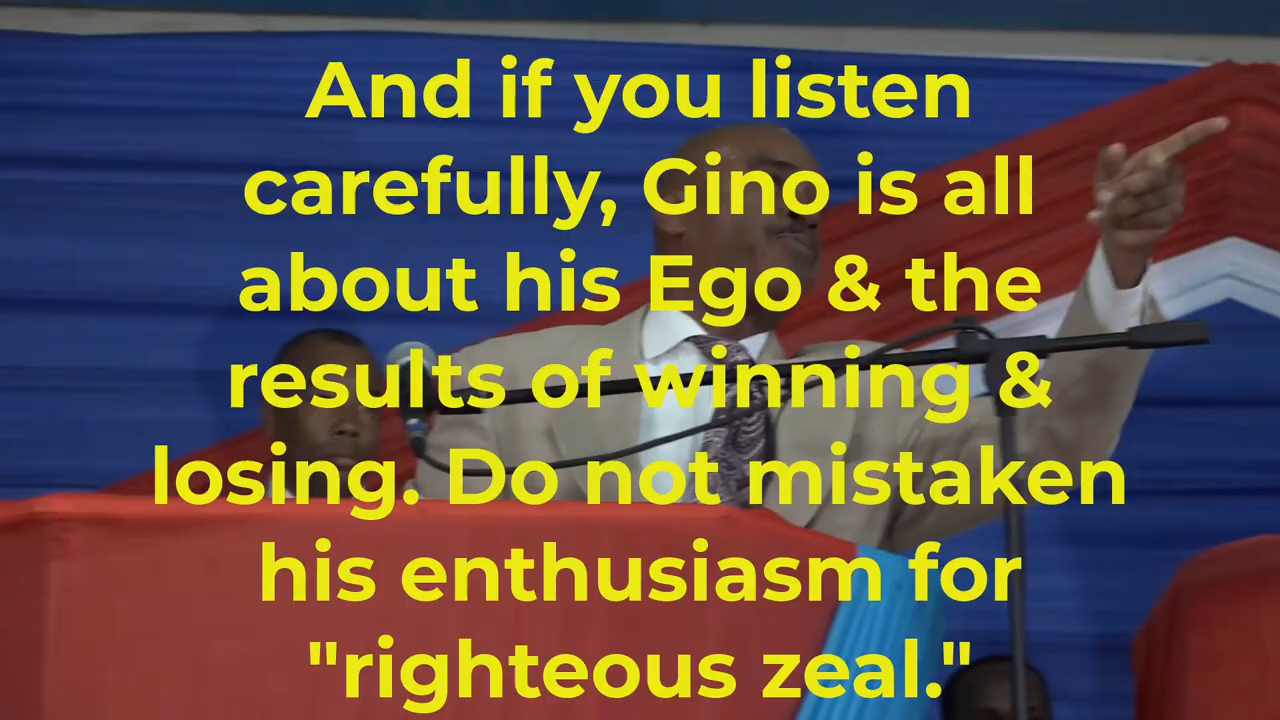 And if you listen
carefully, Gino is all
about his Ego & the
results of winning &
losing. Do not mistaken
his enthusiasm for
"righteous zeal."